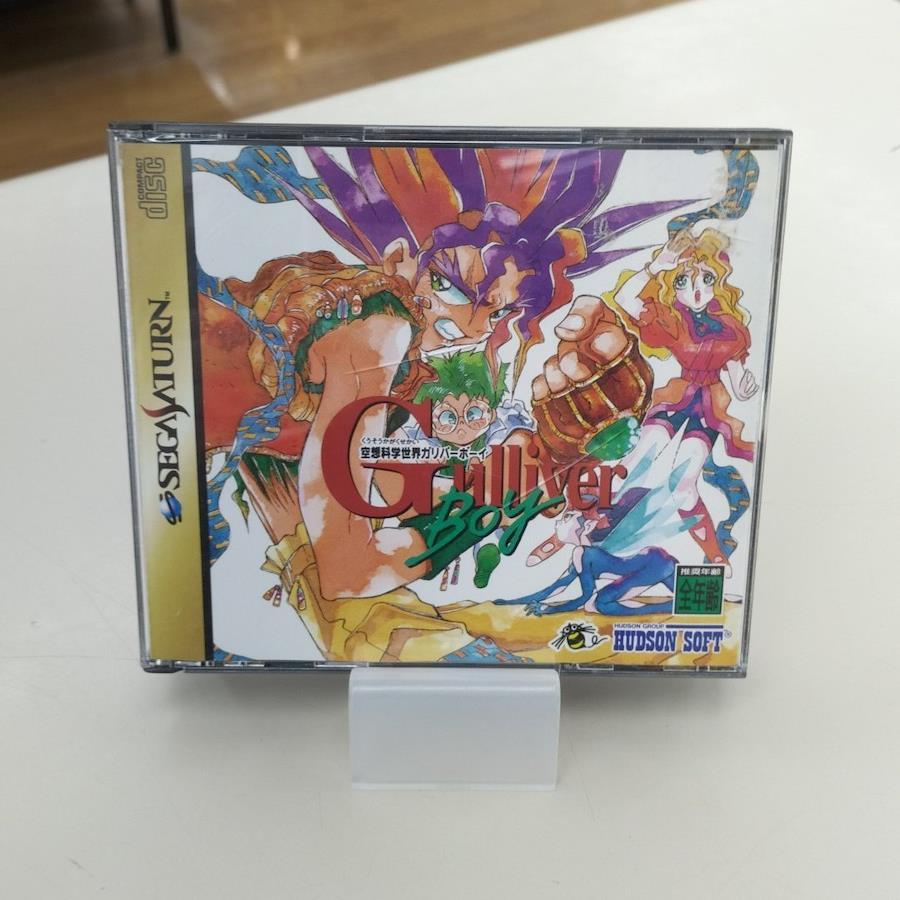 COMPACT
disc
SEGA SATURN™
くうそうかがくせかい
空想科学世界ガリバーボーイ
Gulliver
Boy
推奨年齢
全年齢
HUDSON GROUP
HUDSON SOFT®